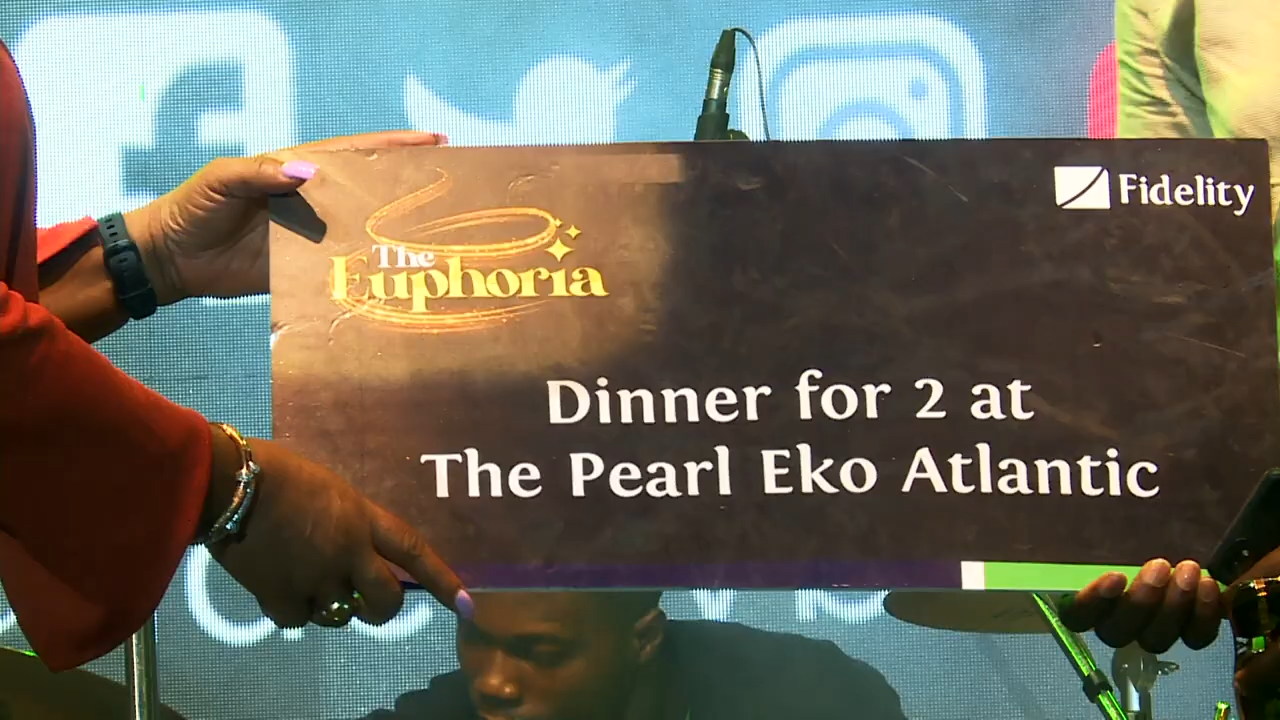 Fidelity
The
Euphoria
Dinner for 2 at
The Pearl Eko Atlantic